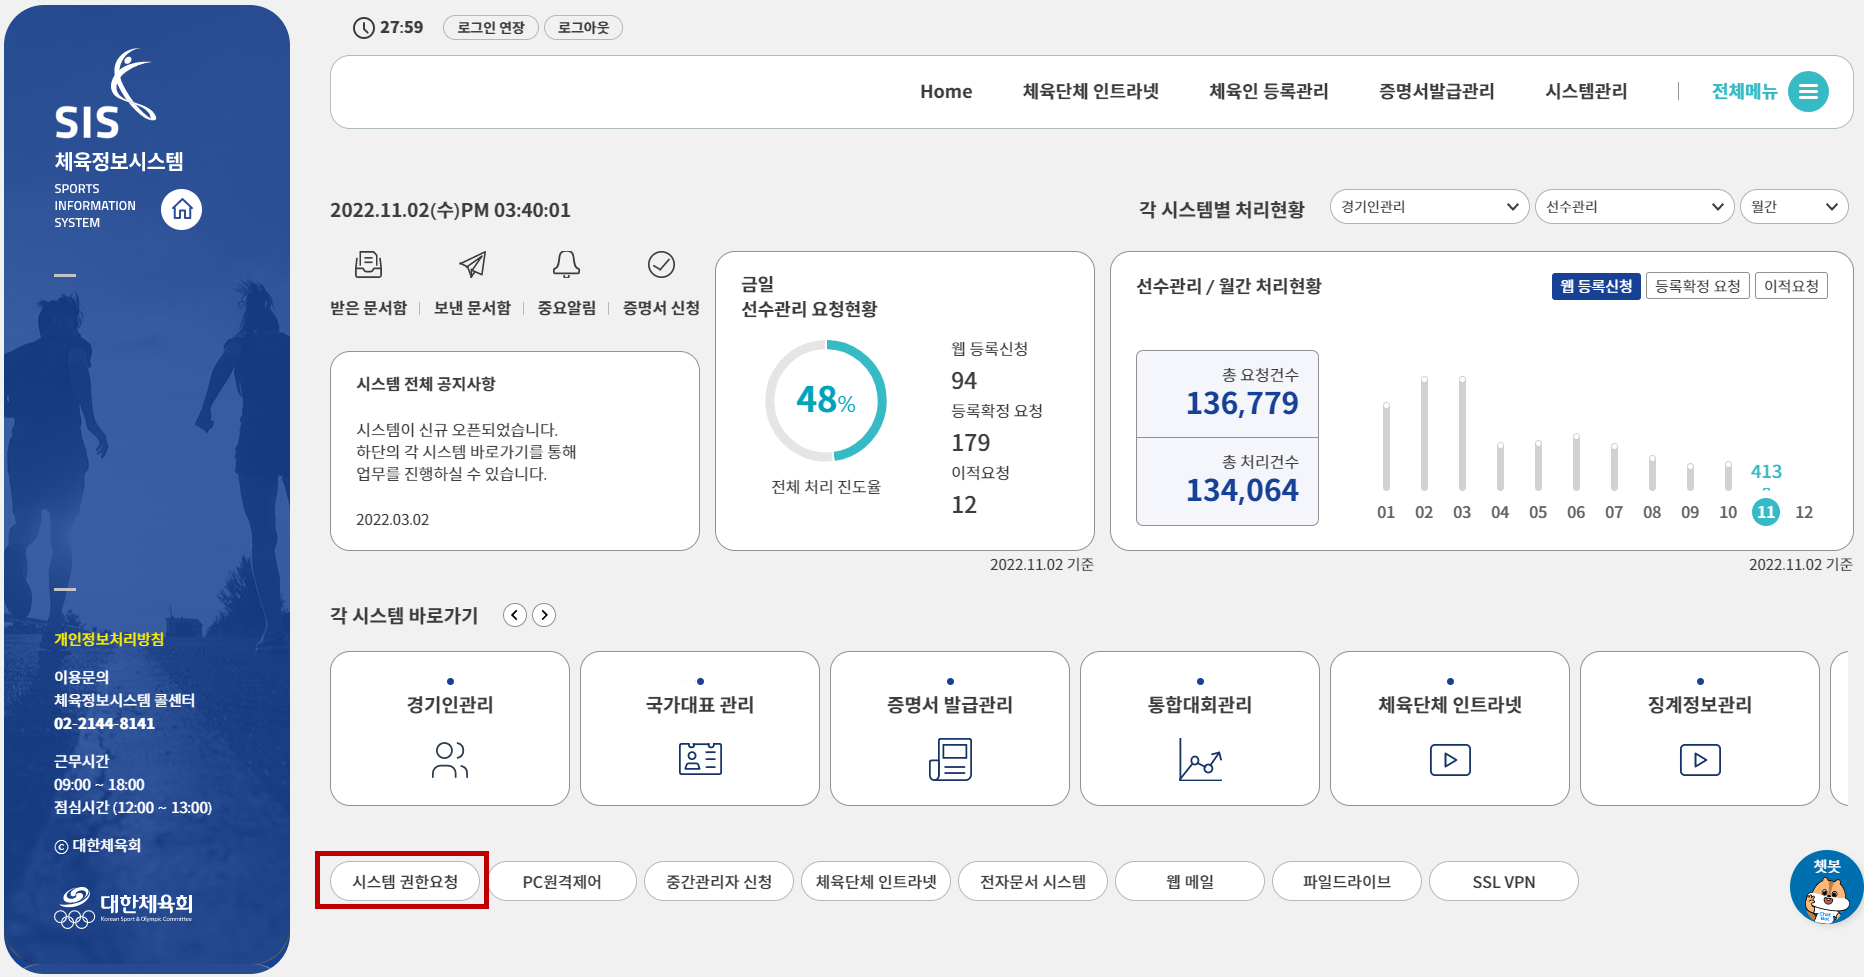 SIS
체육정보시스템
SPORTS
INFORMATION
SYSTEM
개인정보처리방침
이용문의
체육정보시스템 콜센터
02-2144-8141
근무시간
09:00 ~ 18:00
점심시간 (12:00 ~ 13:00)
ⓒ 대한체육회
대한체육회
Korean Sport & Olympic Committee
27:59 로그인 연장 로그아웃
Home 체육단체 인트라넷 체육인 등록관리 증명서발급관리 시스템관리 전체메뉴
2022.11.02(수)PM 03:40:01
각 시스템별 처리현황 경기인관리 선수관리 월간
받은 문서함 보낸 문서함 중요알림 증명서 신청
시스템 전체 공지사항
시스템이 신규 오픈되었습니다.
하단의 각 시스템 바로가기를 통해
업무를 진행하실 수 있습니다.
2022.03.02
금일
선수관리 요청현황
48%
전체 처리 진도율
웹 등록신청
94
등록확정 요청
179
이적요청
12
2022.11.02 기준
선수관리 / 월간 처리현황
웹 등록신청 등록확정 요청 이적요청
총 요청건수
136,779
총 처리건수
134,064
413
01 02 03 04 05 06 07 08 09 10 11 12
2022.11.02 기준
각 시스템 바로가기
경기인관리 국가대표 관리 증명서 발급관리 통합대회관리 체육단체 인트라넷 징계정보관리
시스템 권한요청 PC원격제어 중간관리자 신청 체육단체 인트라넷 전자문서 시스템 웹 메일 파일드라이브 SSL VPN
챗봇
Chat
Bot